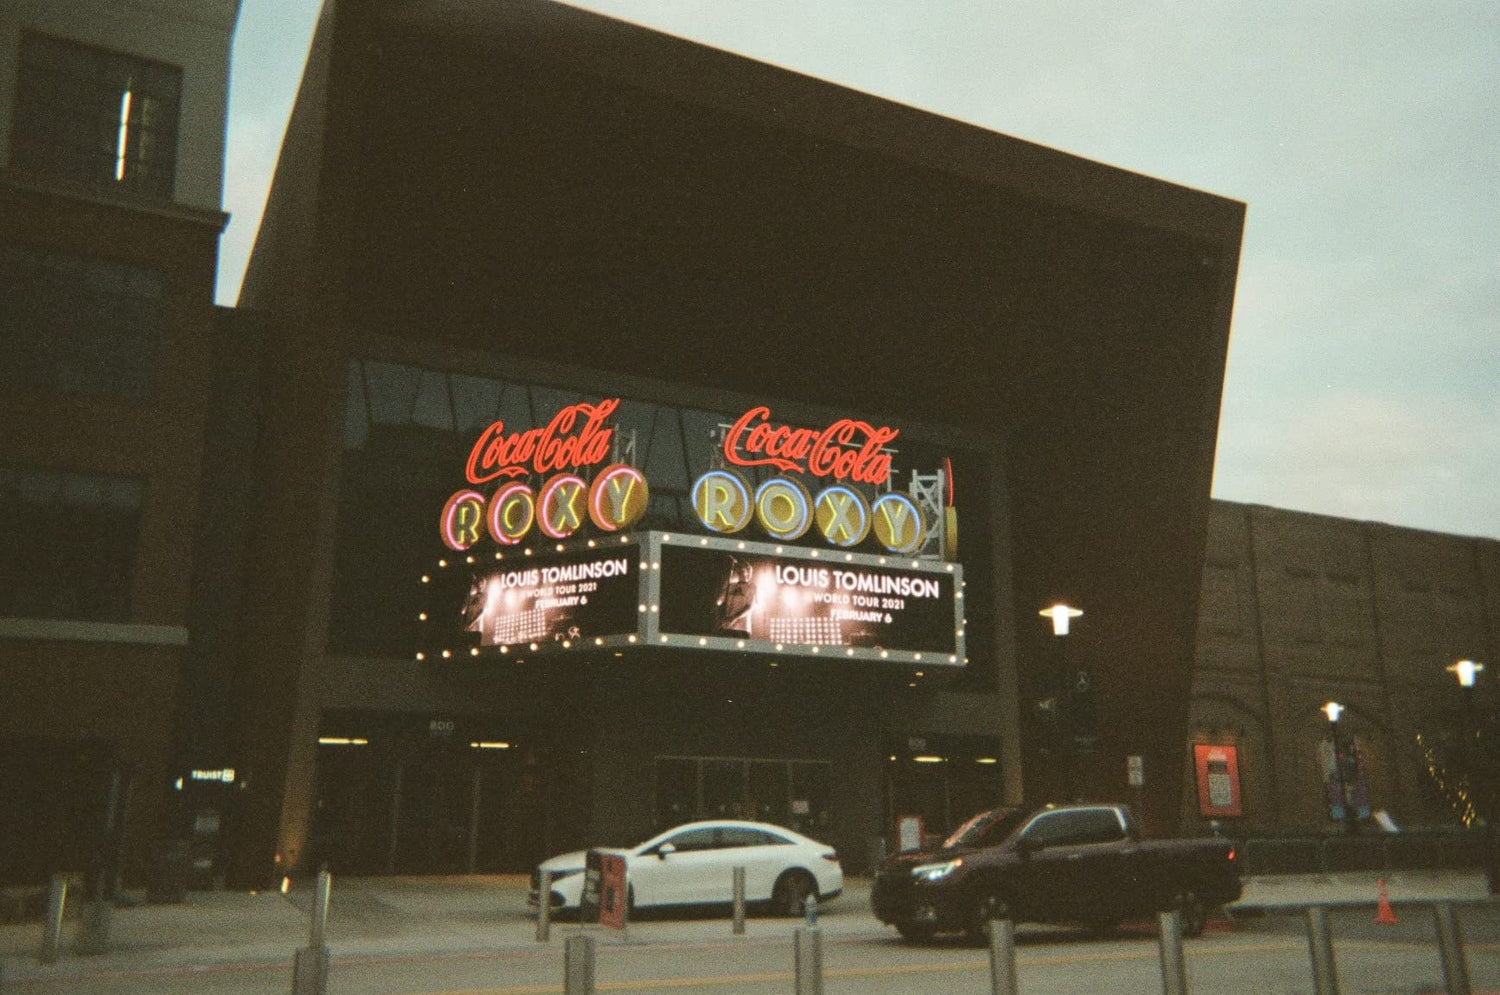 Coca-Cola
ROXY
Coca-Cola
ROXY
LOUIS TOMLINSON
WORLD TOUR 2021
FEBRUARY 6
LOUIS TOMLINSON
WORLD TOUR 2021
FEBRUARY 6
800
TRUIST